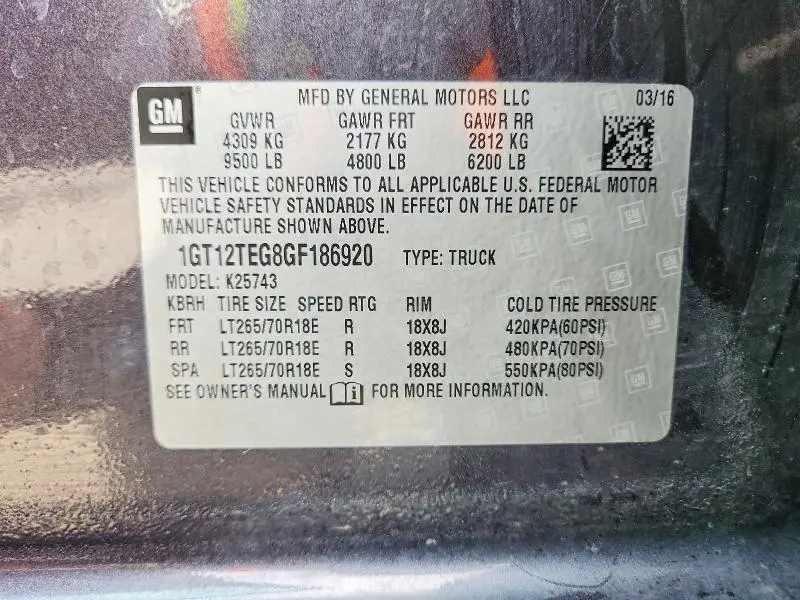 GM ® MFD BY GENERAL MOTORS LLC 03/16
GVWR GAWR FRT GAWR RR
4309 KG 2177 KG 2812 KG
9500 LB 4800 LB 6200 LB
THIS VEHICLE CONFORMS TO ALL APPLICABLE U.S. FEDERAL MOTOR
VEHICLE SAFETY STANDARDS IN EFFECT ON THE DATE OF
MANUFACTURE SHOWN ABOVE.
1GT12TEG8GF186920 TYPE: TRUCK
MODEL: K25743
KBRH TIRE SIZE SPEED RTG RIM COLD TIRE PRESSURE
FRT LT265/70R18E R 18X8J 420KPA(60PSI)
RR LT265/70R18E R 18X8J 480KPA(70PSI)
SPA LT265/70R18E S 18X8J 550KPA(80PSI)
SEE OWNER'S MANUAL i FOR MORE INFORMATION.